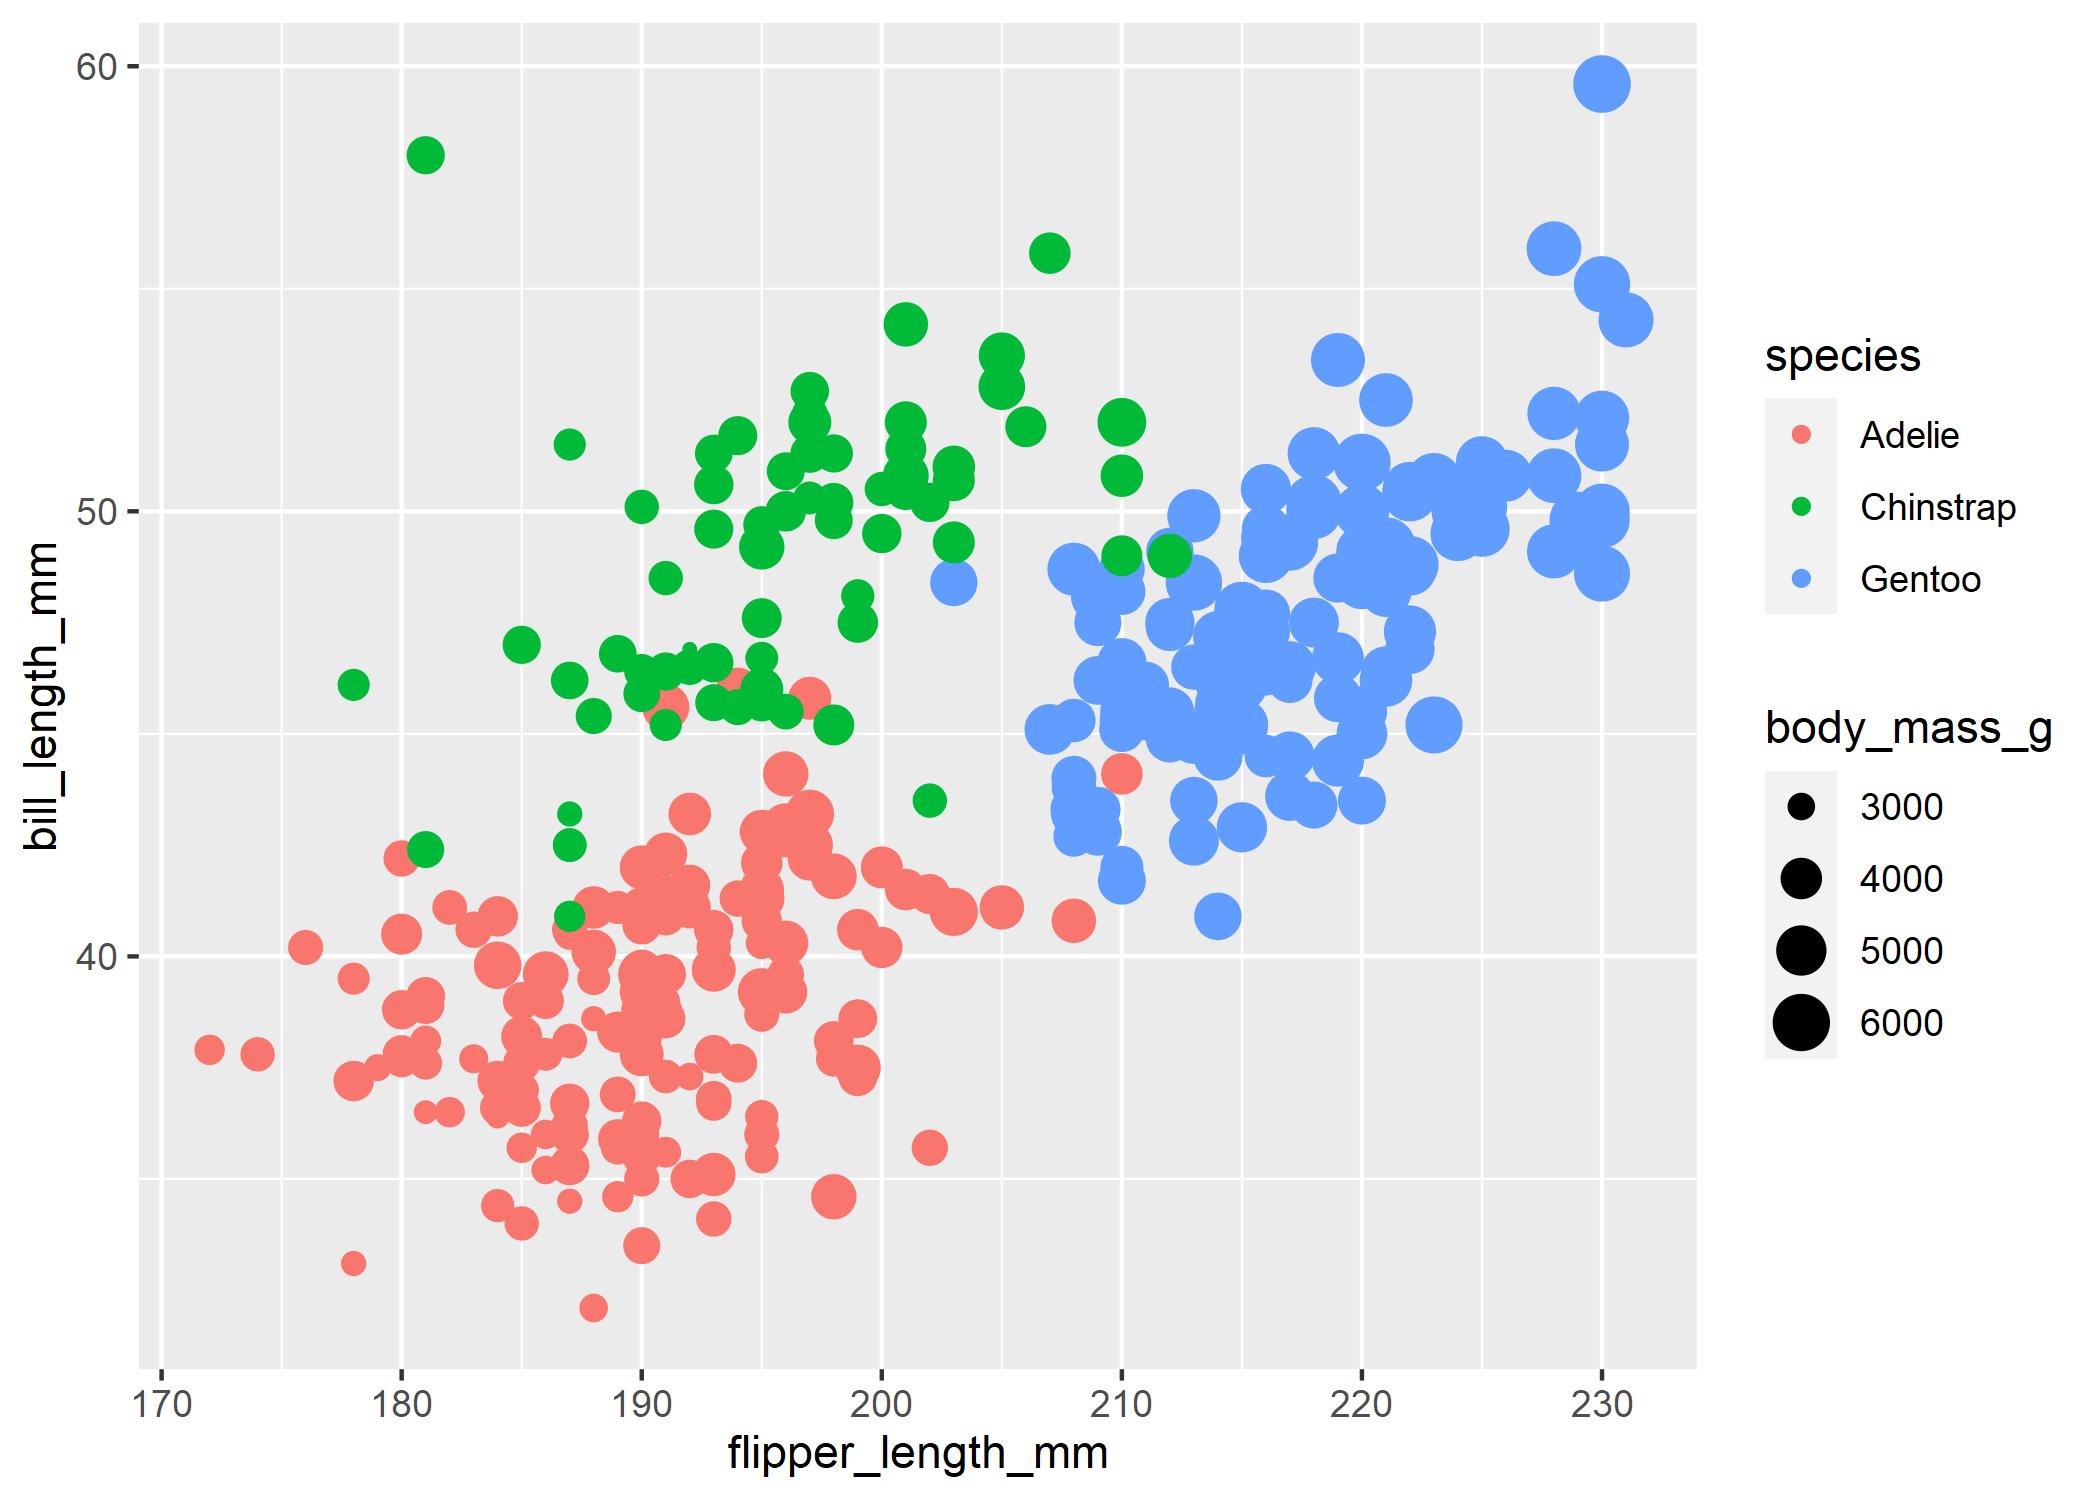 60
50
40
bill_length_mm
170 180 190 200 210 220 230
flipper_length_mm
species
Adelie
Chinstrap
Gentoo
body_mass_g
3000
4000
5000
6000